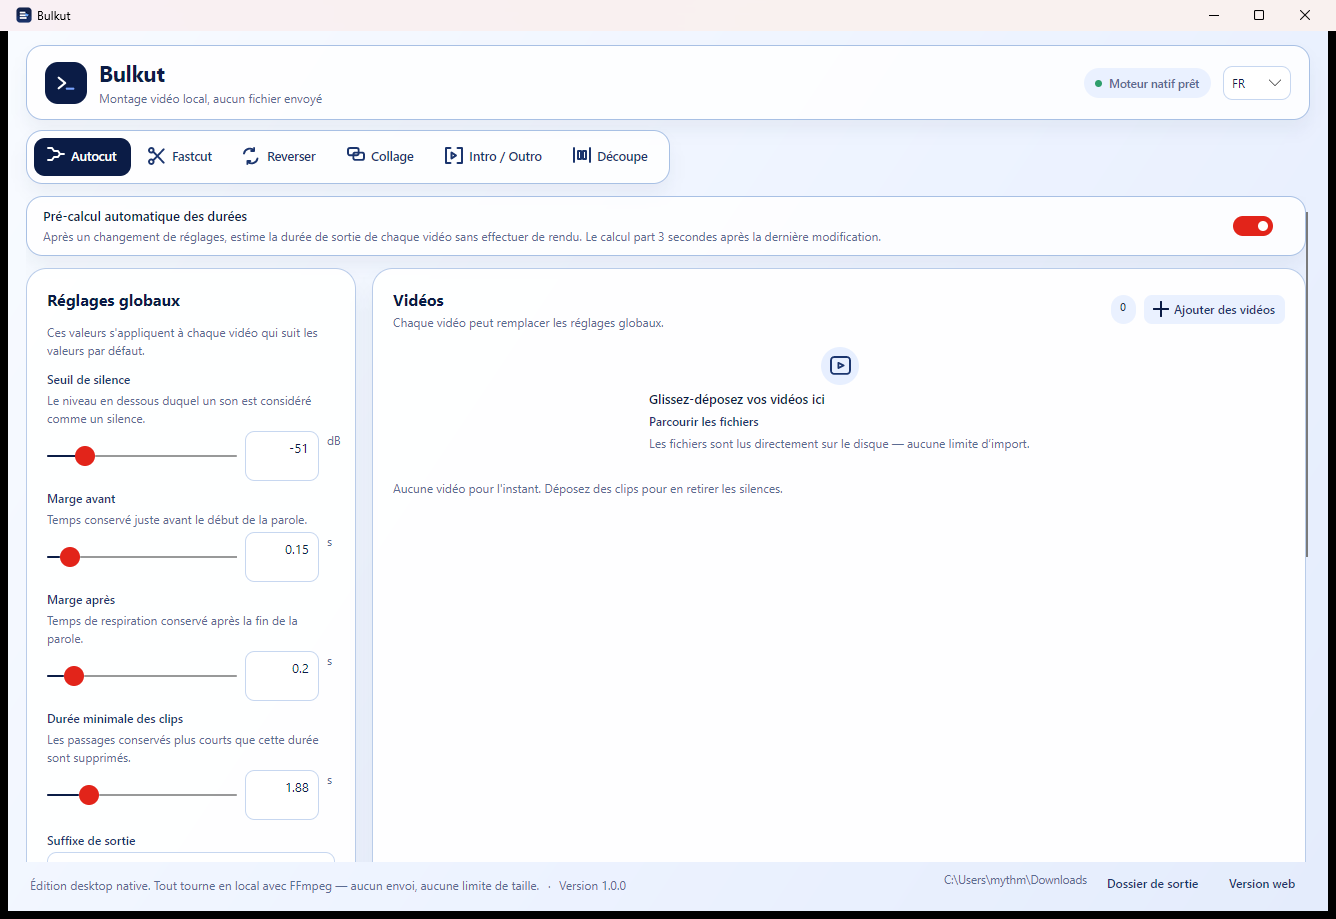 Bulkut
Bulkut
Montage vidéo local, aucun fichier envoyé
Moteur natif prêt
FR
Autocut
Fastcut
Reverser
Collage
Intro / Outro
Découpe
Pré-calcul automatique des durées
Après un changement de réglages, estime la durée de sortie de chaque vidéo sans effectuer de rendu. Le calcul part 3 secondes après la dernière modification.
Réglages globaux
Ces valeurs s'appliquent à chaque vidéo qui suit les
valeurs par défaut.
Seuil de silence
Le niveau en dessous duquel un son est considéré
comme un silence.
-51
dB
Marge avant
Temps conservé juste avant le début de la parole.
0.15
s
Marge après
Temps de respiration conservé après la fin de la
parole.
0.2
s
Durée minimale des clips
Les passages conservés plus courts que cette durée
sont supprimés.
1.88
s
Suffixe de sortie
Vidéos
Chaque vidéo peut remplacer les réglages globaux.
0
Ajouter des vidéos
Glissez-déposez vos vidéos ici
Parcourir les fichiers
Les fichiers sont lus directement sur le disque — aucune limite d'import.
Aucune vidéo pour l'instant. Déposez des clips pour en retirer les silences.
Édition desktop native. Tout tourne en local avec FFmpeg — aucun envoi, aucune limite de taille. · Version 1.0.0
C:\Users\mythm\Downloads
Dossier de sortie
Version web